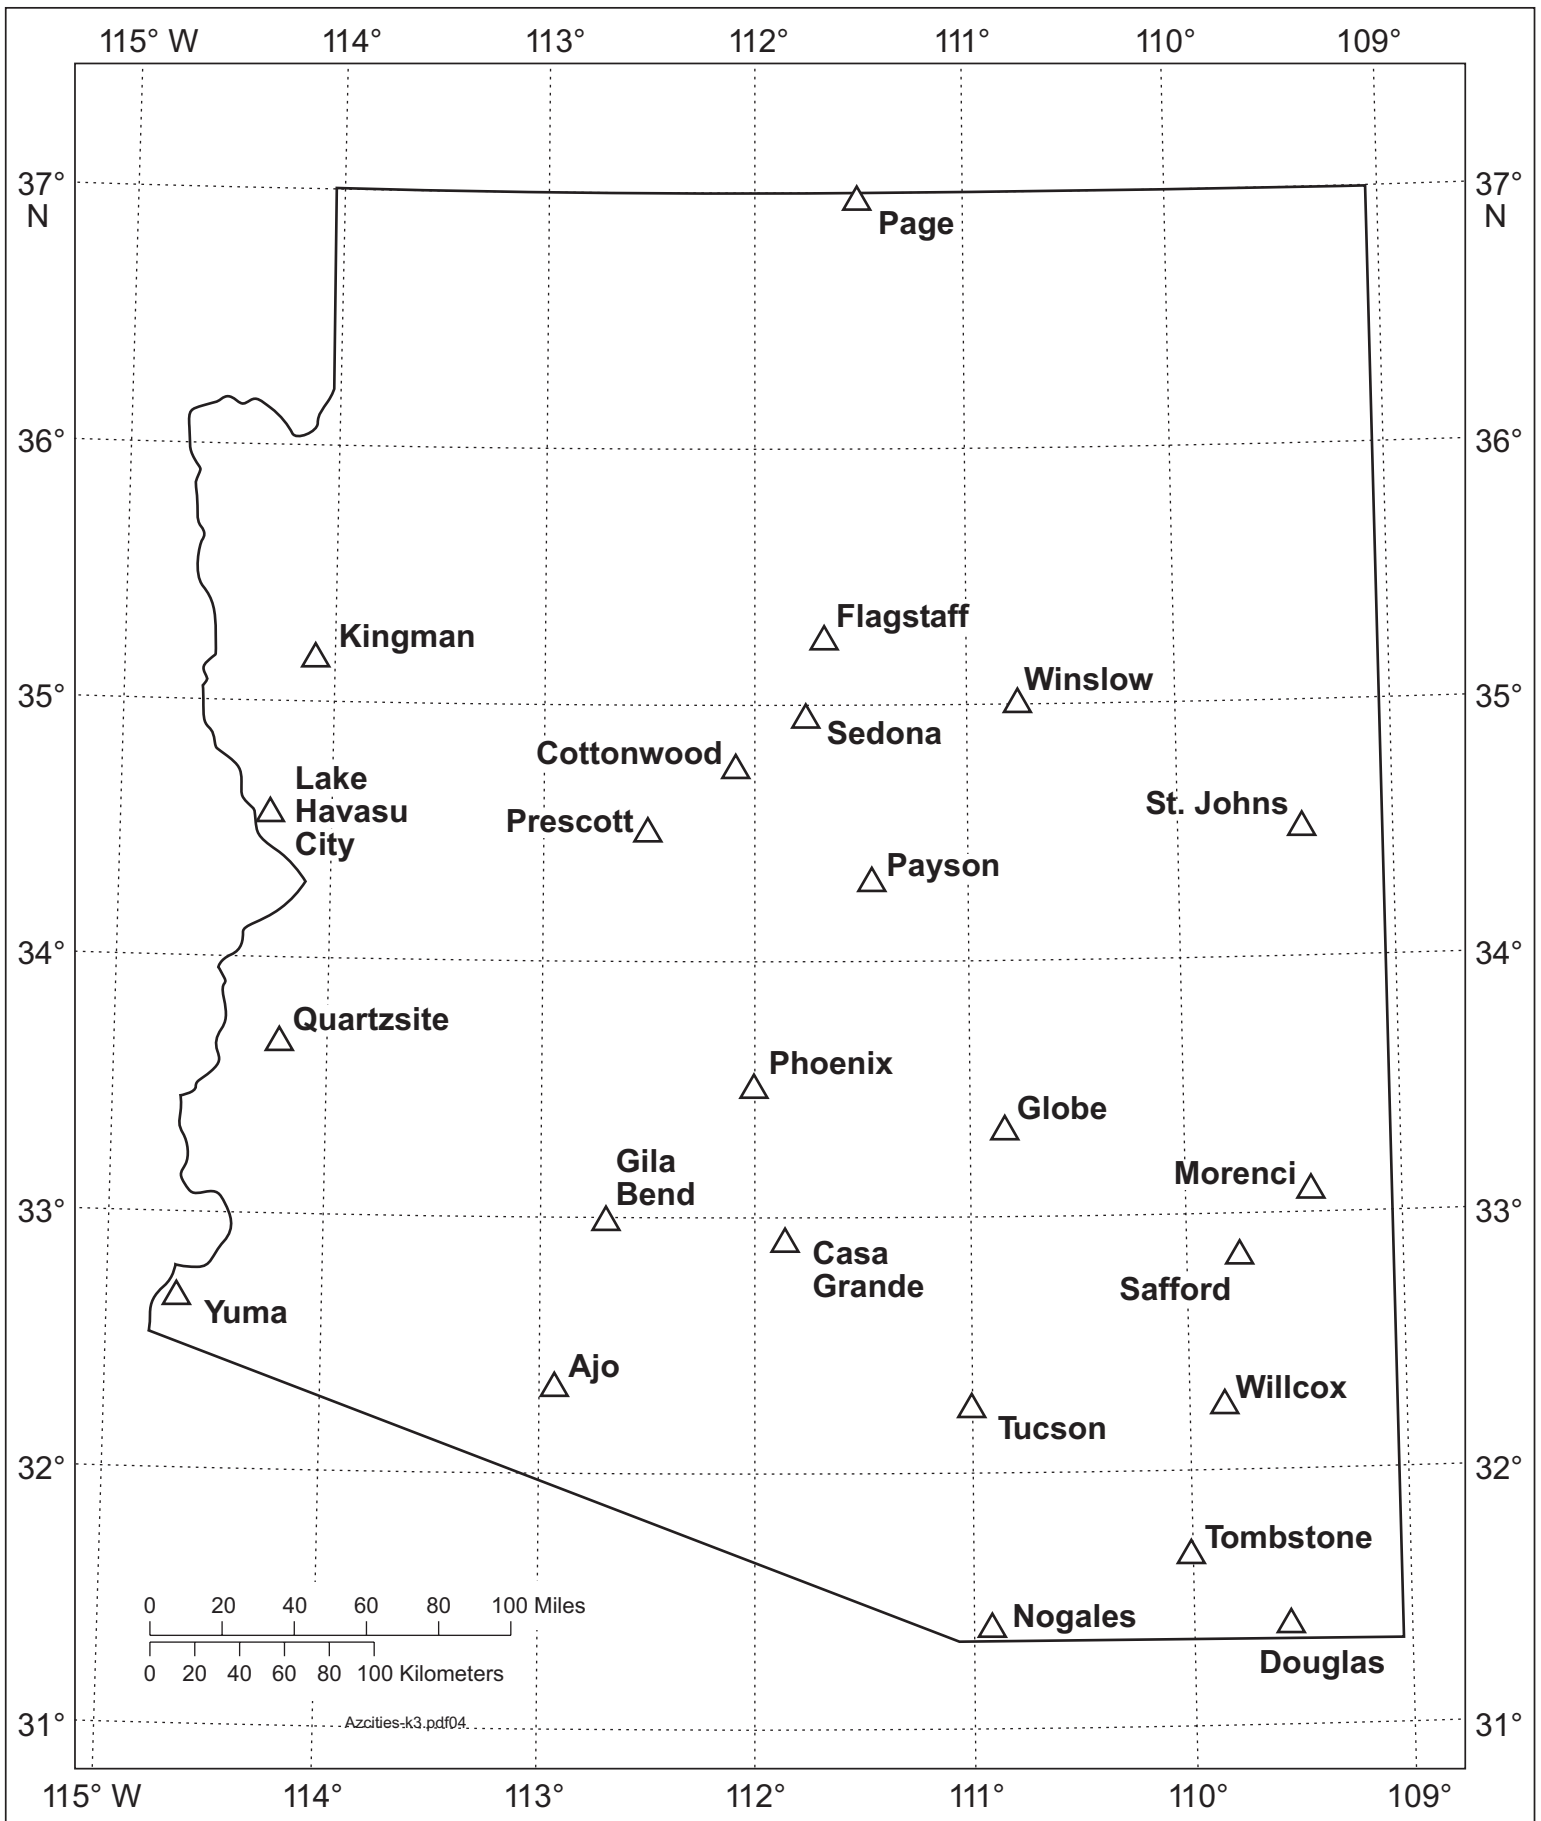 115° W 114° 113° 112° 111° 110° 109°
37° 37°
N N
Page
36° 36°
Flagstaff
Kingman
Winslow
35° 35°
Sedona
Cottonwood
Lake
Havasu
City
St. Johns
Prescott
Payson
34° 34°
Quartzsite
Phoenix
Globe
Gila
Bend
Morenci
33° 33°
Casa
Grande
Safford
Yuma
Ajo
Willcox
Tucson
32° 32°
Tombstone
0 20 40 60 80 100 Miles
Nogales
Douglas
0 20 40 60 80 100 Kilometers
Azcities-k3.pdf04
31° 31°
115° W 114° 113° 112° 111° 110° 109°